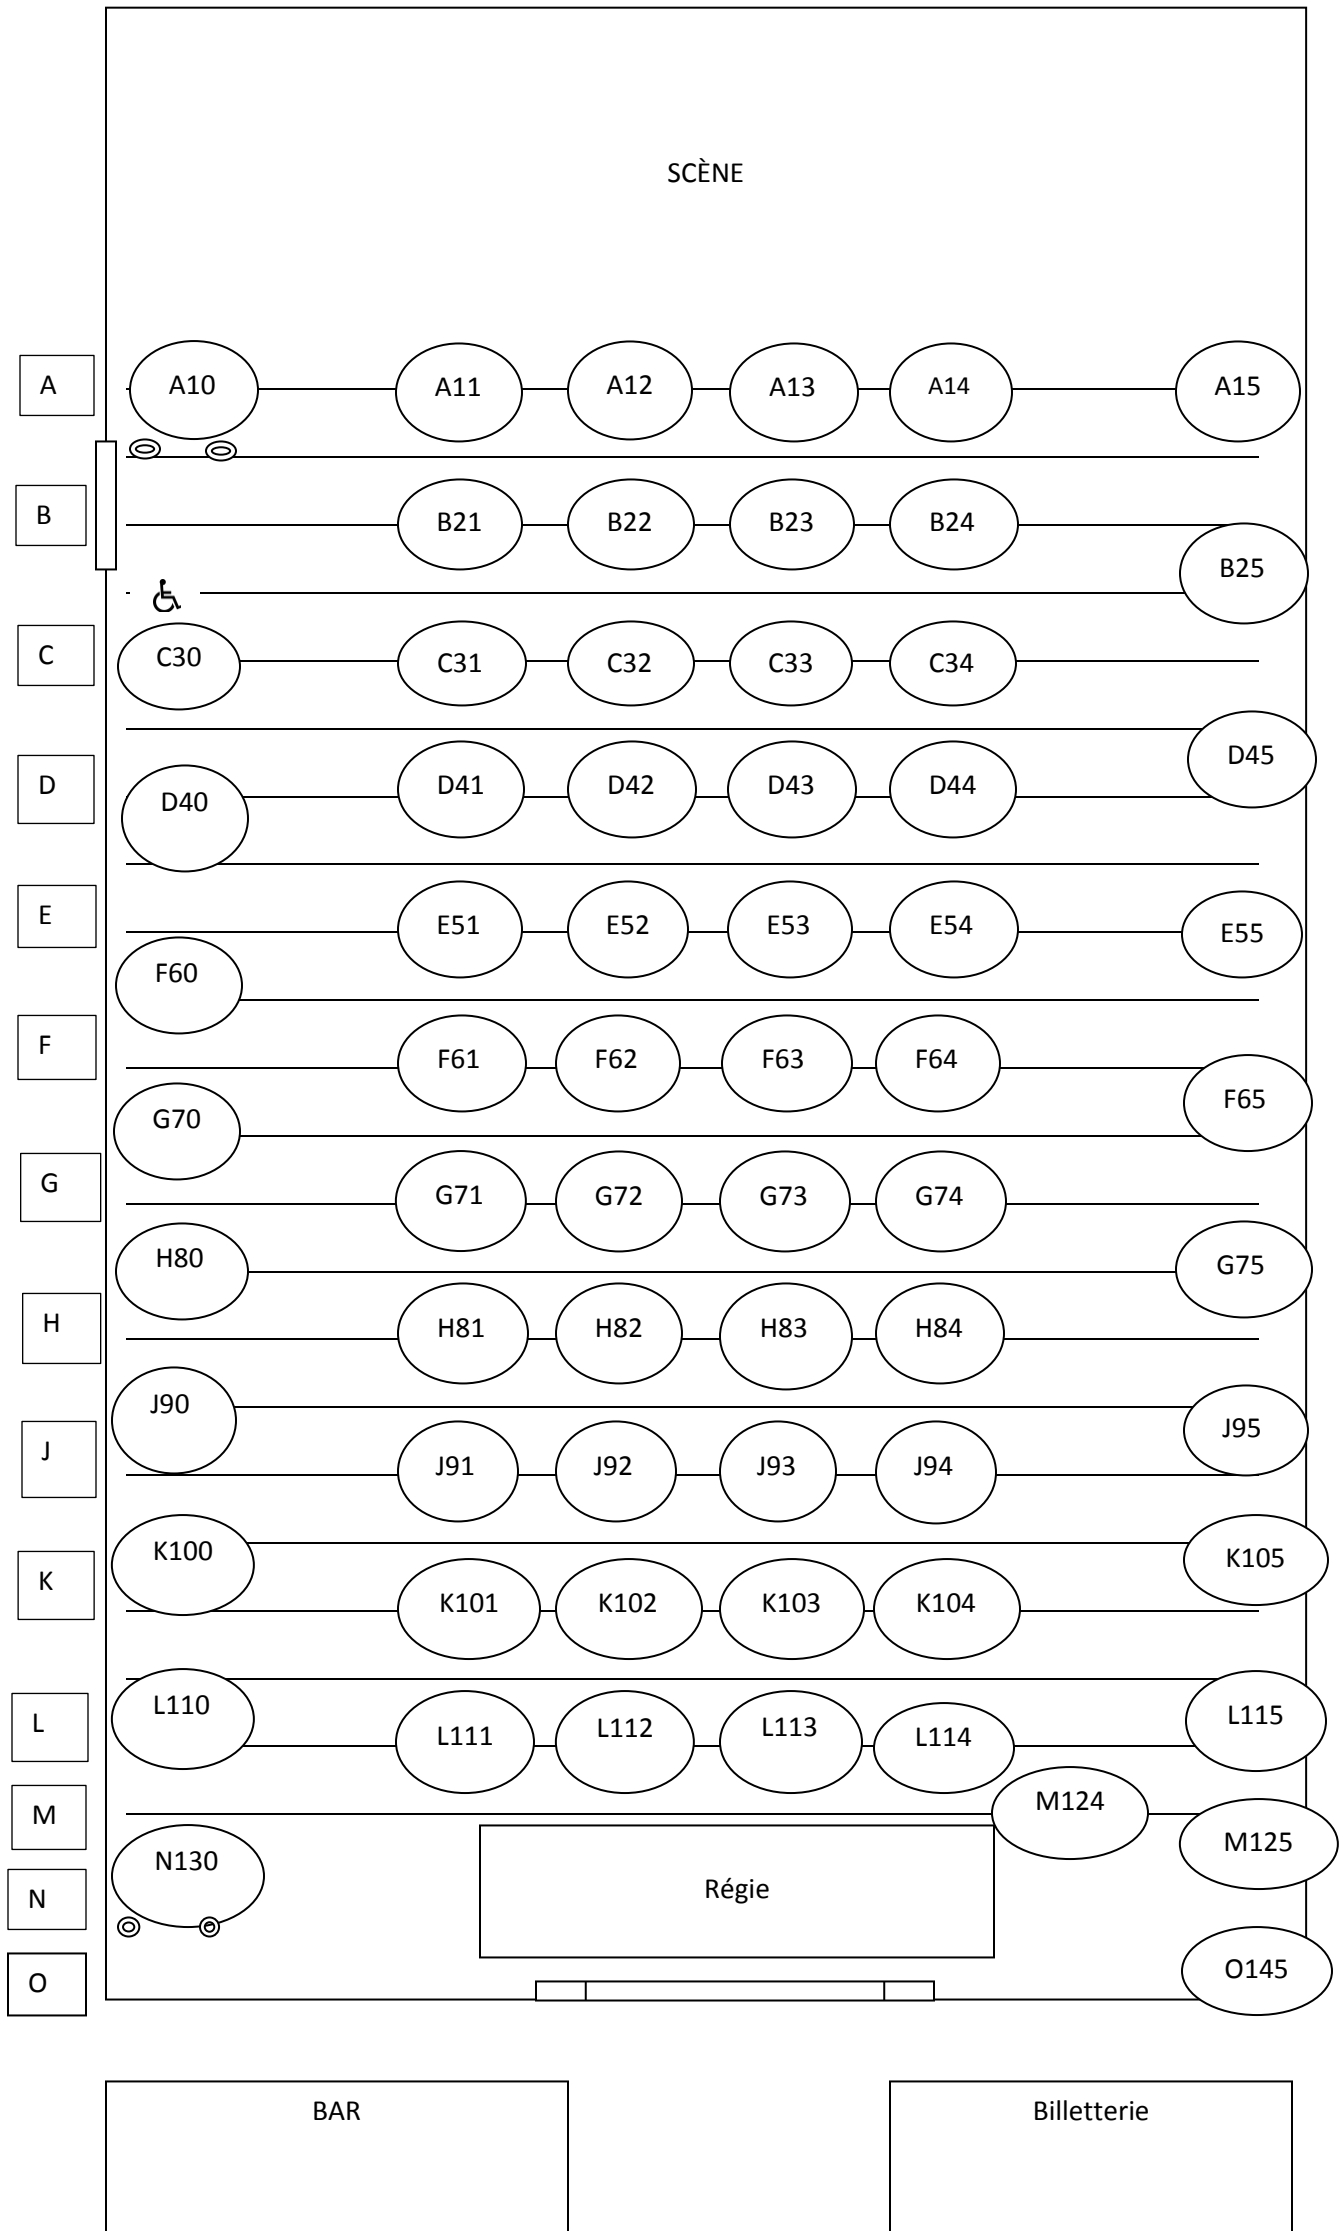 SCÈNE
A A10 A11 A12 A13 A14 A15
B B21 B22 B23 B24
B25
C C30 C31 C32 C33 C34
D45
D D40 D41 D42 D43 D44
E E51 E52 E53 E54 E55
F60
F F61 F62 F63 F64
F65
G70
G G71 G72 G73 G74
H80 G75
H H81 H82 H83 H84
J90 J95
J J91 J92 J93 J94
K100 K105
K K101 K102 K103 K104
L110 L115
L L111 L112 L113 L114
M M124
M125
N130
N Régie
O O145
BAR Billetterie